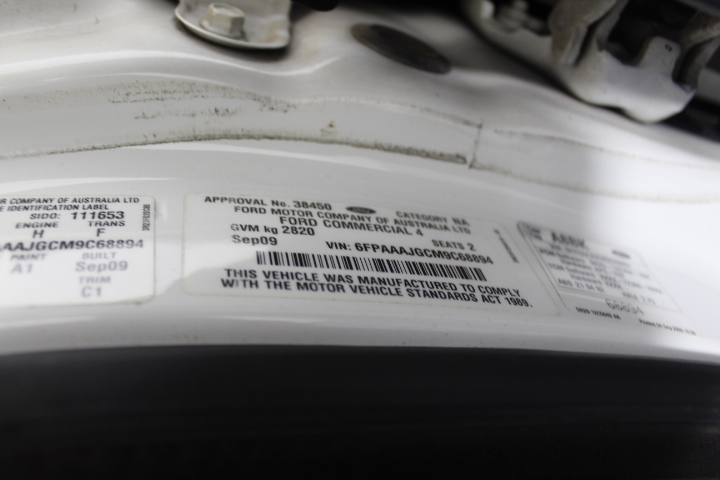 R COMPANY OF AUSTRALIA LTD
E IDENTIFICATION LABEL
SIDO: 111653
ENGINE TRANS
H F
AAJGCM9C68894
PAINT BUILT
A1 Sep09
TRIM
C1
APPROVAL No. 38450
FORD MOTOR COMPANY OF AUSTRALIA LTD
CATEGORY NA
FORD COMMERCIAL 4
GVM kg 2820 SEATS 2
Sep09 VIN: 6FPAAAJGCM9C68894
THIS VEHICLE WAS MANUFACTURED TO COMPLY
WITH THE MOTOR VEHICLE STANDARDS ACT 1989.
68894